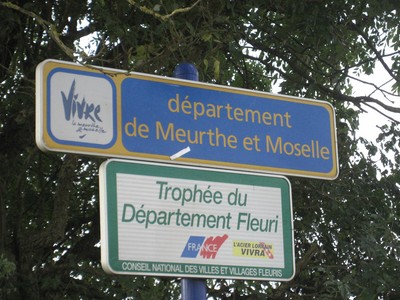 Vivre
la meurthe
& moselle
département
de Meurthe et Moselle
Trophée du
Département Fleuri
FRANCE
L'ACIER LORRAIN
VIVRA
CONSEIL NATIONAL DES VILLES ET VILLAGES FLEURIS